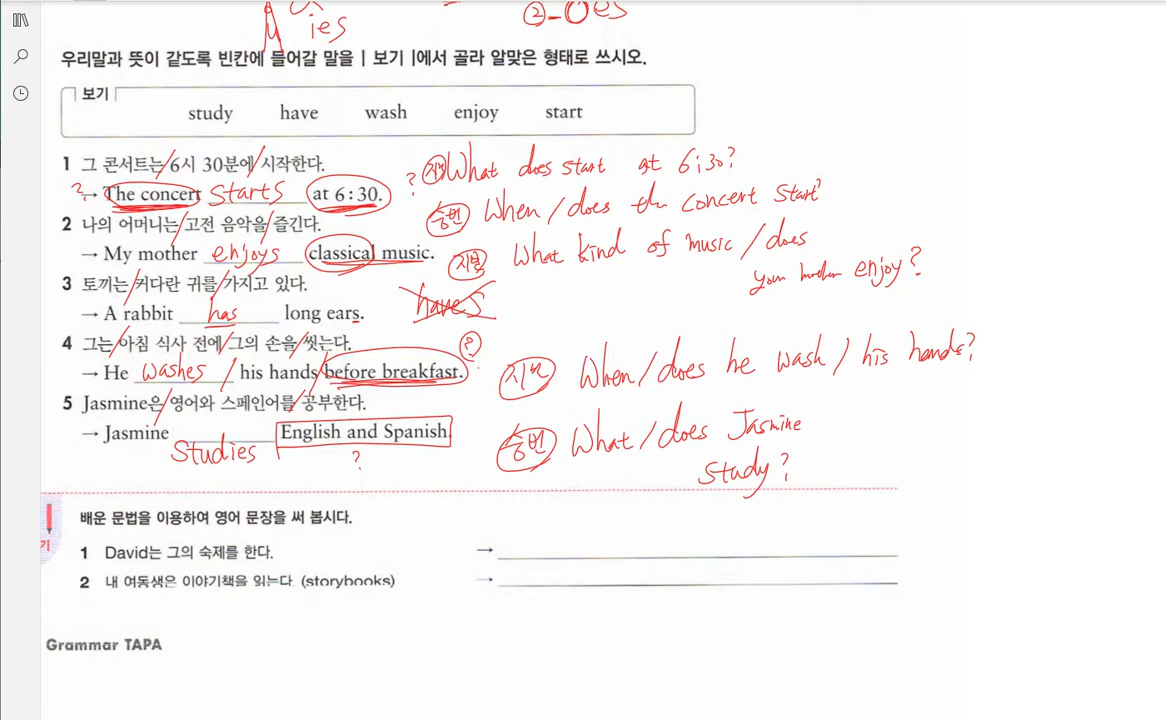 ies
②-Oes
우리말과 뜻이 같도록 빈칸에 들어갈 말을 | 보기 |에서 골라 알맞은 형태로 쓰시오.
보기
study have wash enjoy start
1 그 콘서트는/6시 30분에/시작한다.
? → The concert starts at 6:30. ?
지번 What does start at 6:30?
승번 When/does the concert start?
2 나의 어머니는/고전 음악을/즐긴다.
→ My mother enjoys classical music.
What kind of music/does
your mother enjoy?
3 토끼는/커다란 귀를/가지고 있다.
→ A rabbit has long ears.
haves
4 그는/아침 식사 전에/그의 손을/씻는다.
→ He washes/his hands/before breakfast. ?
지번 When/does he wash/his hands?
5 Jasmine은/영어와 스페인어를/공부한다.
→ Jasmine studies English and Spanish.
?
승번 What/does Jasmine
study?
기
배운 문법을 이용하여 영어 문장을 써 봅시다.
1 David는 그의 숙제를 한다. →
2 내 여동생은 이야기책을 읽는다. (storybooks) →
Grammar TAPA